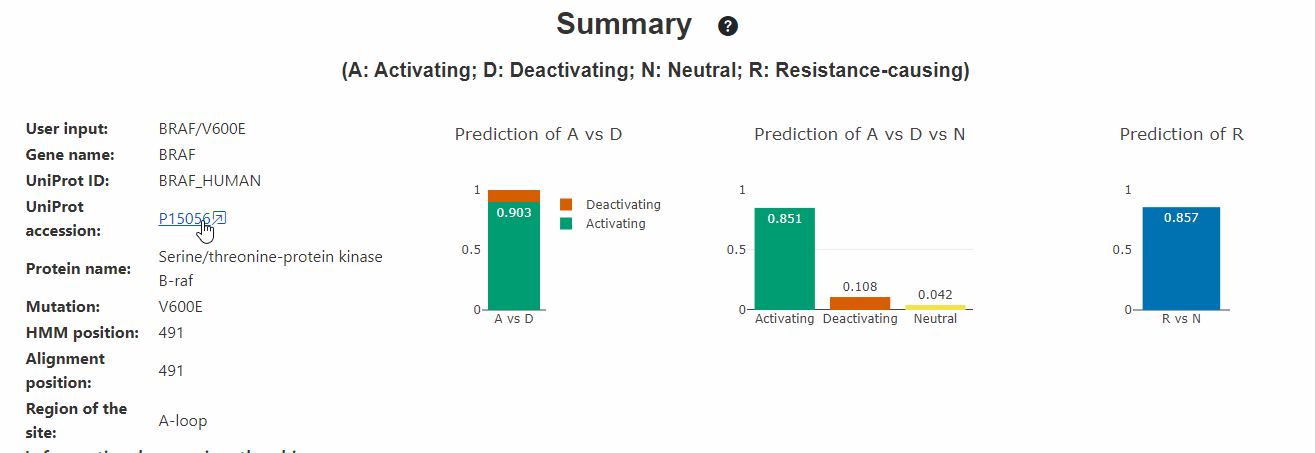 Summary ?
(A: Activating; D: Deactivating; N: Neutral; R: Resistance-causing)
User input: BRAF/V600E
Gene name: BRAF
UniProt ID: BRAF_HUMAN
UniProt accession: P15056
Protein name: Serine/threonine-protein kinase B-raf
Mutation: V600E
HMM position: 491
Alignment position: 491
Region of the site: A-loop
Prediction of A vs D
1
0.5
0
0.903
A vs D
Deactivating
Activating
Prediction of A vs D vs N
1
0.5
0
0.851
0.108
0.042
Activating Deactivating Neutral
Prediction of R
1
0.5
0
0.857
R vs N